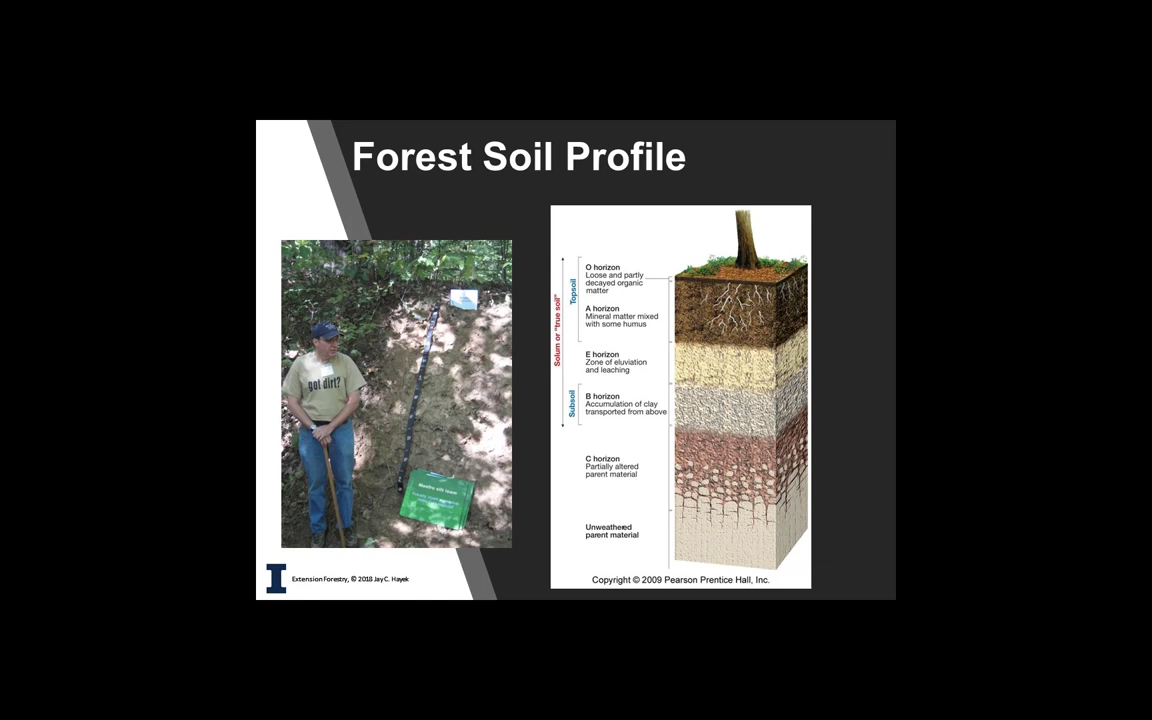 Forest Soil Profile
got dirt?
Solum or "true soil"
Topsoil
O horizon
Loose and partly
decayed organic
matter
A horizon
Mineral matter mixed
with some humus
E horizon
Zone of eluviation
and leaching
Subsoil
B horizon
Accumulation of clay
transported from above
C horizon
Partially altered
parent material
Unweathered
parent material
Copyright © 2009 Pearson Prentice Hall, Inc.
I
Extension Forestry, © 2018 Jay C. Hayek